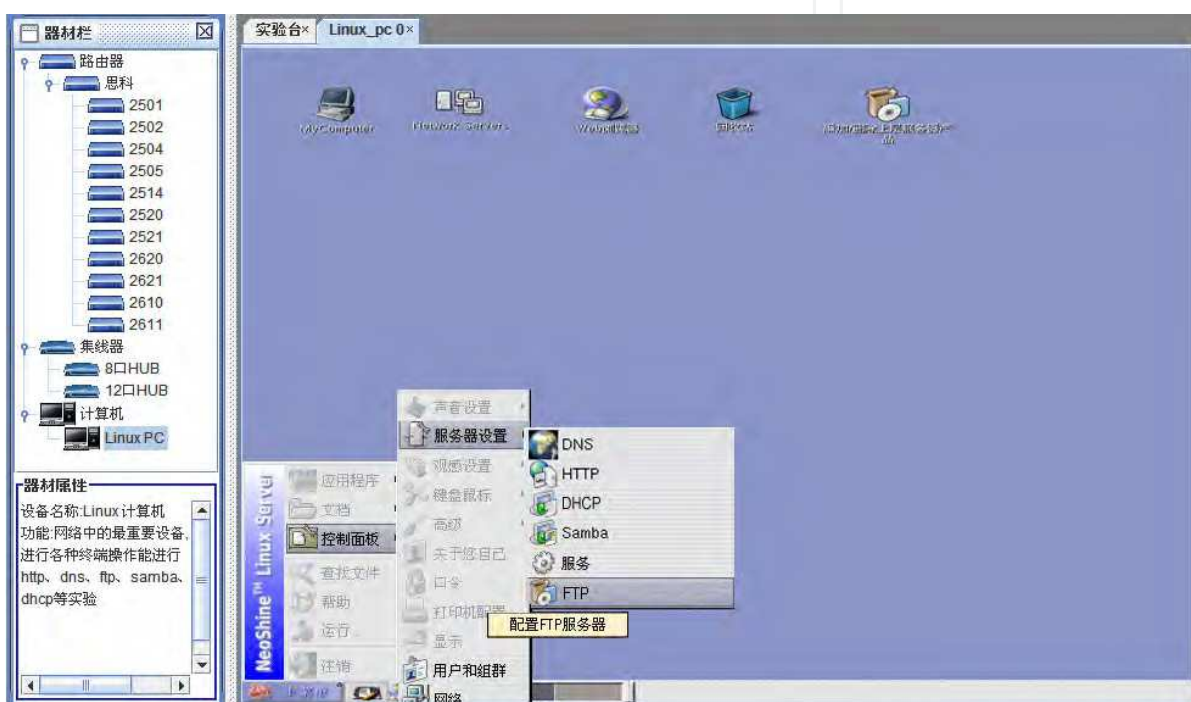 器材栏
路由器
思科
2501
2502
2504
2505
2514
2520
2521
2620
2621
2610
2611
集线器
8口HUB
12口HUB
计算机
Linux PC
器材属性
设备名称:Linux 计算机
功能:网络中的最重要设备,
进行各种终端操作能进行
http、dns、ftp、samba、
dhcp等实验
实验台× Linux_pc 0×
MyComputer
Network Servers
Web浏览器
回收站
NeoShine™ Linux Server
应用程序
文档
控制面板
查找文件
帮助
运行...
注销
声音设置
服务器设置
观感设置
键盘鼠标
高级
关于您自己
口令
打印机配置
显示
用户和组群
网络
DNS
HTTP
DHCP
Samba
服务
FTP
配置FTP服务器